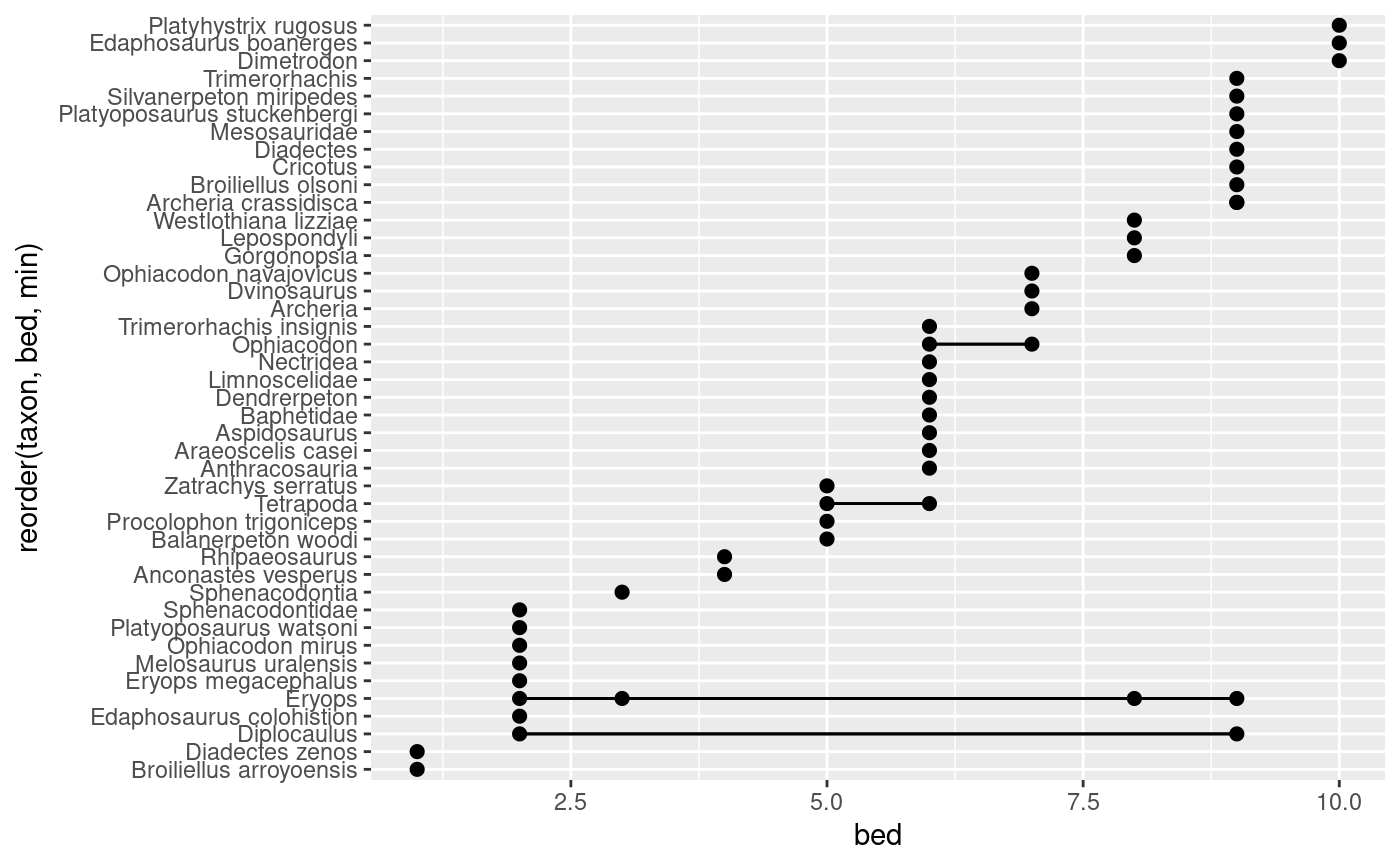 Platyhystrix rugosus
Edaphosaurus boanerges
Dimetrodon
Trimerorhachis
Silvanerpeton miripedes
Platyoposaurus stuckenbergi
Mesosauridae
Diadectes
Cricotus
Broiliellus olsoni
Archeria crassidisca
Westlothiana lizziae
Lepospondyli
Gorgonopsia
Ophiacodon navajovicus
Dvinosaurus
Archeria
Trimerorhachis insignis
Ophiacodon
Nectridea
Limnoscelidae
Dendrerpeton
Baphetidae
Aspidosaurus
Araeoscelis casei
Anthracosauria
Zatrachys serratus
Tetrapoda
Procolophon trigoniceps
Balanerpeton woodi
Rhipaeosaurus
Anconastes vesperus
Sphenacodontia
Sphenacodontidae
Platyoposaurus watsoni
Ophiacodon mirus
Melosaurus uralensis
Eryops megacephalus
Eryops
Edaphosaurus colohistion
Diplocaulus
Diadectes zenos
Broiliellus arroyoensis
reorder(taxon, bed, min)
2.5 5.0 7.5 10.0
bed